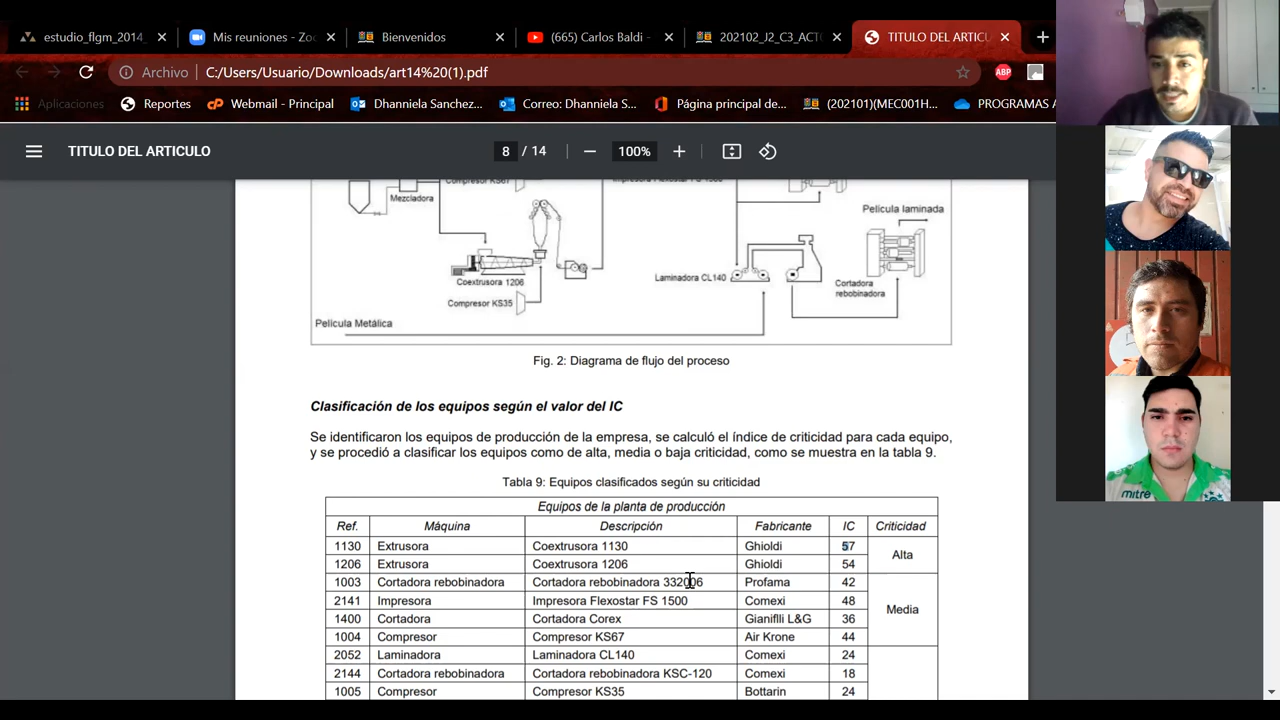 estudio_flgm_2014_
Mis reuniones - Zoo
Bienvenidos
(665) Carlos Baldi -
202102_J2_C3_ACT
TITULO DEL ARTICU
Archivo
C:/Users/Usuario/Downloads/art14%20(1).pdf
ABP
Aplicaciones
Reportes
Webmail - Principal
Dhanniela Sanchez...
Correo: Dhanniela S...
Página principal de...
(202101)(MEC001H...
PROGRAMAS A
TITULO DEL ARTICULO
8 / 14
100%
Compresor KS67
Mezcladora
Película laminada
Coextrusora 1206
Laminadora CL140
Cortadora
rebobinadora
Compresor KS35
Película Metálica
Fig. 2: Diagrama de flujo del proceso
Clasificación de los equipos según el valor del IC
Se identificaron los equipos de producción de la empresa, se calculó el índice de criticidad para cada equipo,
y se procedió a clasificar los equipos como de alta, media o baja criticidad, como se muestra en la tabla 9.
Tabla 9: Equipos clasificados según su criticidad
Equipos de la planta de producción
Ref. Máquina Descripción Fabricante IC Criticidad
1130 Extrusora Coextrusora 1130 Ghioldi 57 Alta
1206 Extrusora Coextrusora 1206 Ghioldi 54
1003 Cortadora rebobinadora Cortadora rebobinadora 332006 Profama 42 Media
2141 Impresora Impresora Flexostar FS 1500 Comexi 48
1400 Cortadora Cortadora Corex Gianiflli L&G 36
1004 Compresor Compresor KS67 Air Krone 44
2052 Laminadora Laminadora CL140 Comexi 24
2144 Cortadora rebobinadora Cortadora rebobinadora KSC-120 Comexi 18
1005 Compresor Compresor KS35 Bottarin 24
mitre